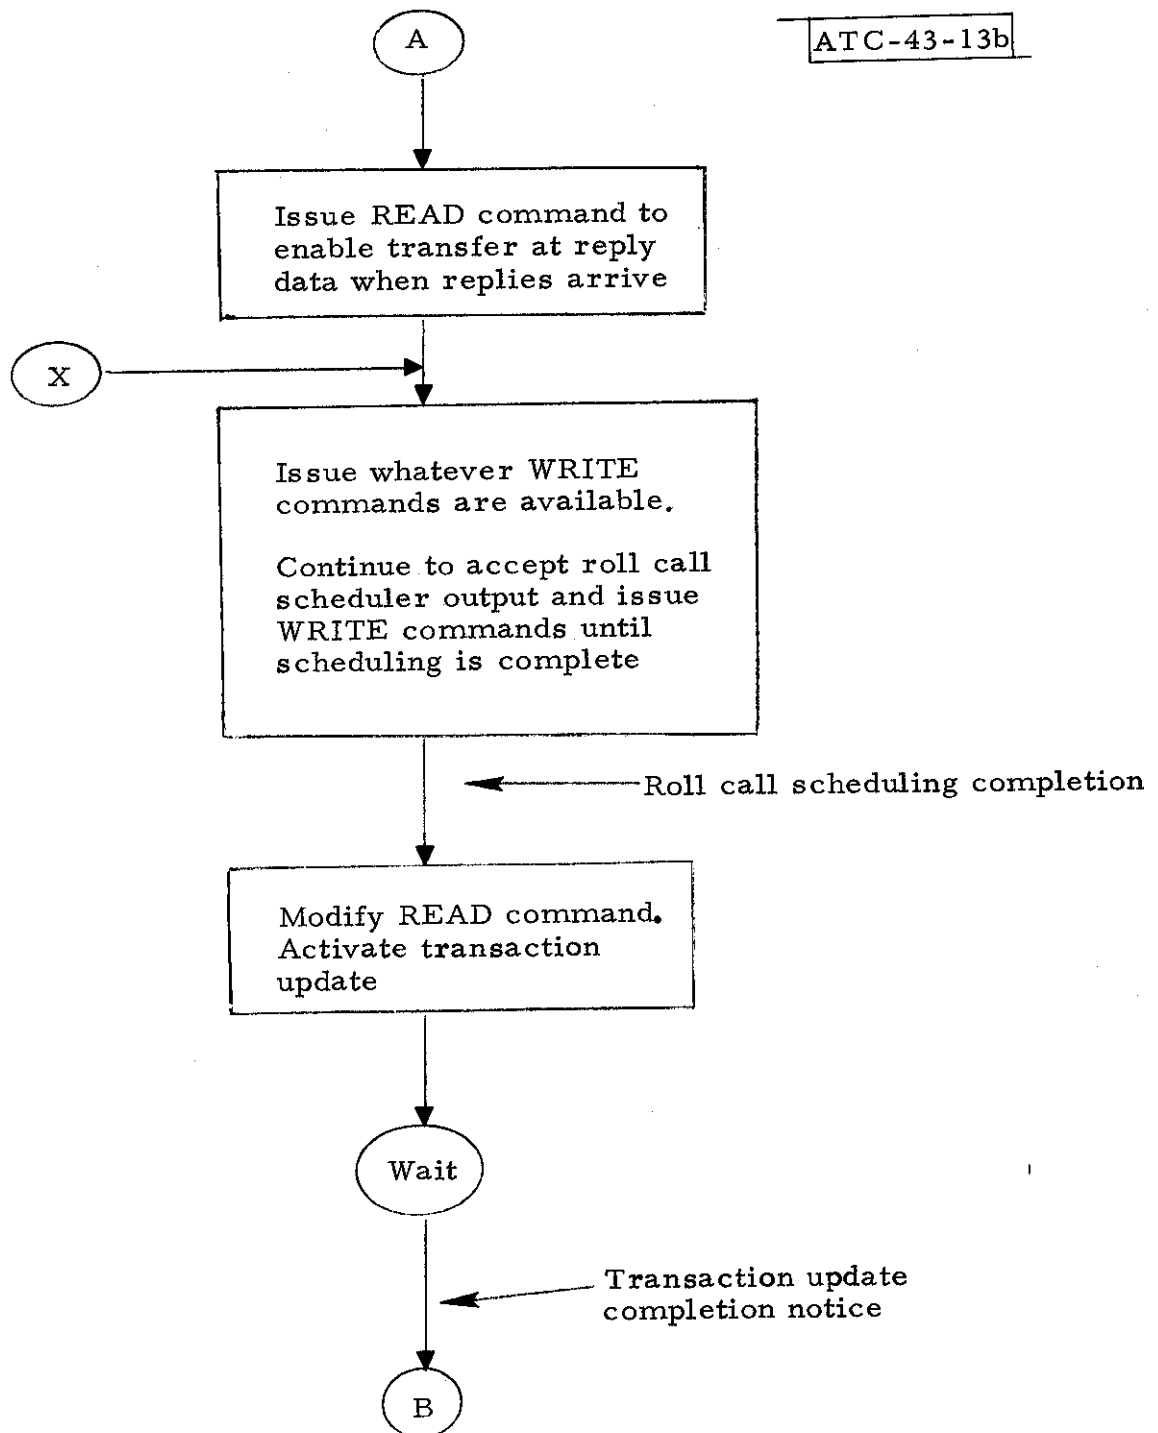 A
ATC-43-13b
Issue READ command to
enable transfer at reply
data when replies arrive
X
Issue whatever WRITE
commands are available.
Continue to accept roll call
scheduler output and issue
WRITE commands until
scheduling is complete
Roll call scheduling completion
Modify READ command.
Activate transaction
update
Wait
Transaction update
completion notice
B